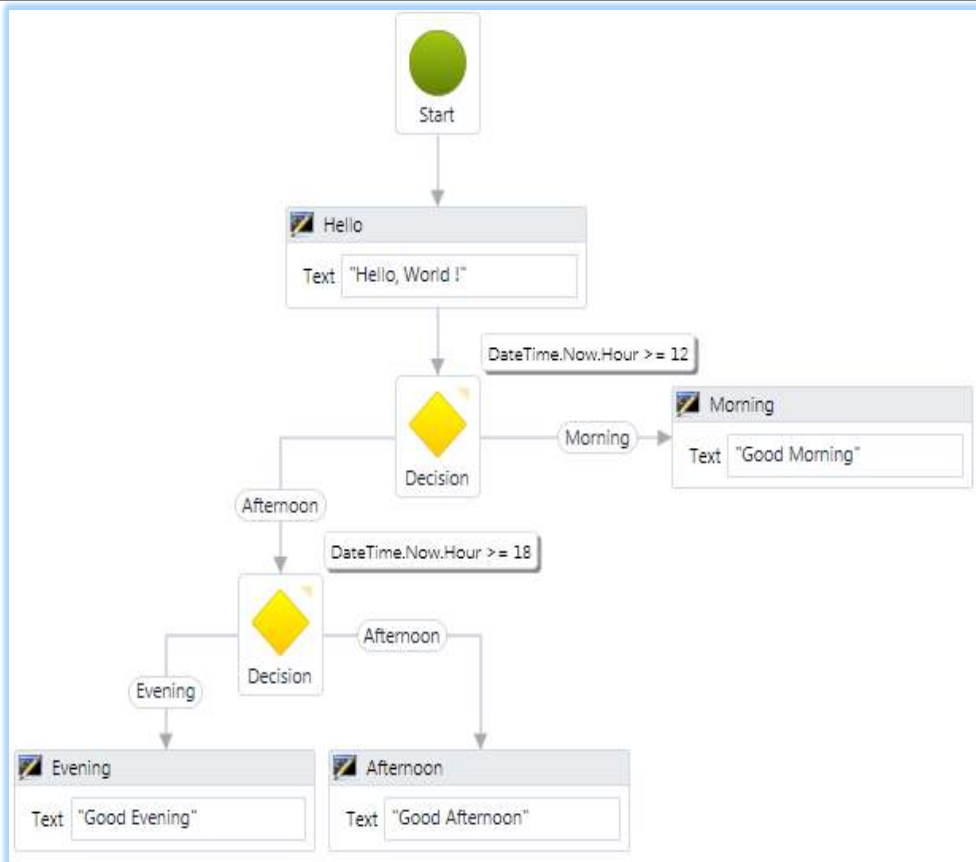 Start
Hello
Text "Hello, World !"
DateTime.Now.Hour >= 12
Morning
Text "Good Morning"
Morning
Decision
Afternoon
DateTime.Now.Hour >= 18
Afternoon
Decision
Evening
Evening
Text "Good Evening"
Afternoon
Text "Good Afternoon"